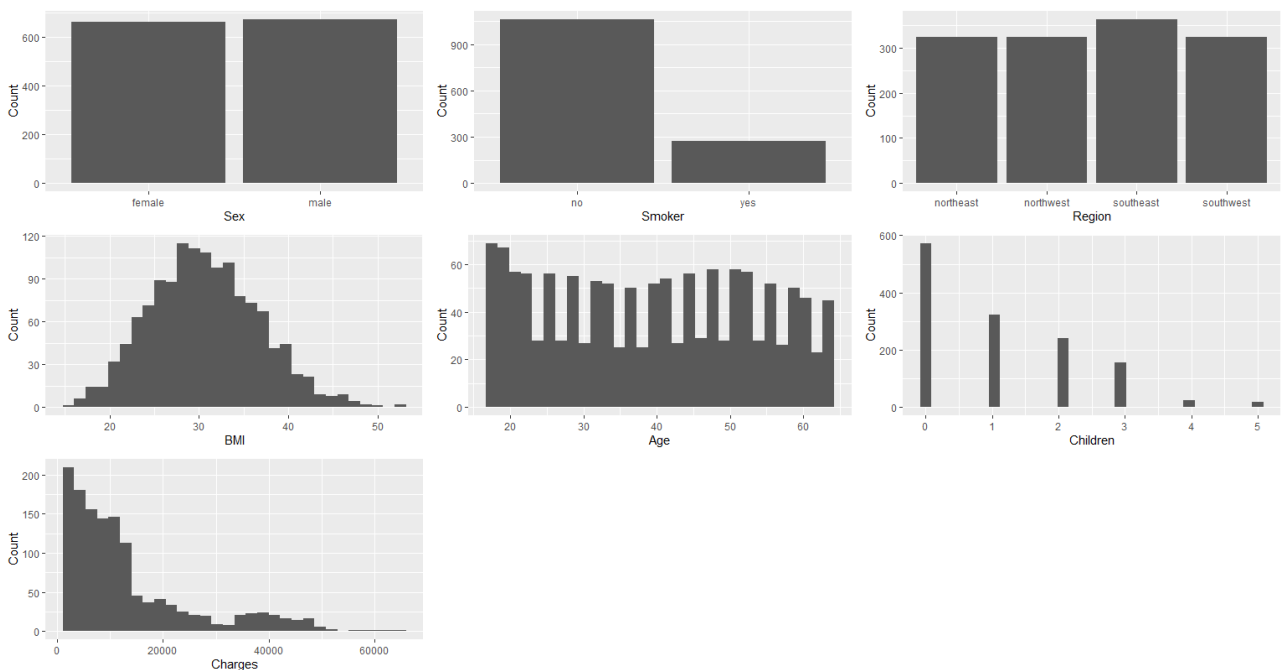 Count
600
400
200
0
female male
Sex
Count
900
600
300
0
no yes
Smoker
Count
300
200
100
0
northeast northwest southeast southwest
Region
Count
120
90
60
30
0
20 30 40 50
BMI
Count
60
40
20
0
20 30 40 50 60
Age
Count
600
400
200
0
0 1 2 3 4 5
Children
Count
200
150
100
50
0
0 20000 40000 60000
Charges